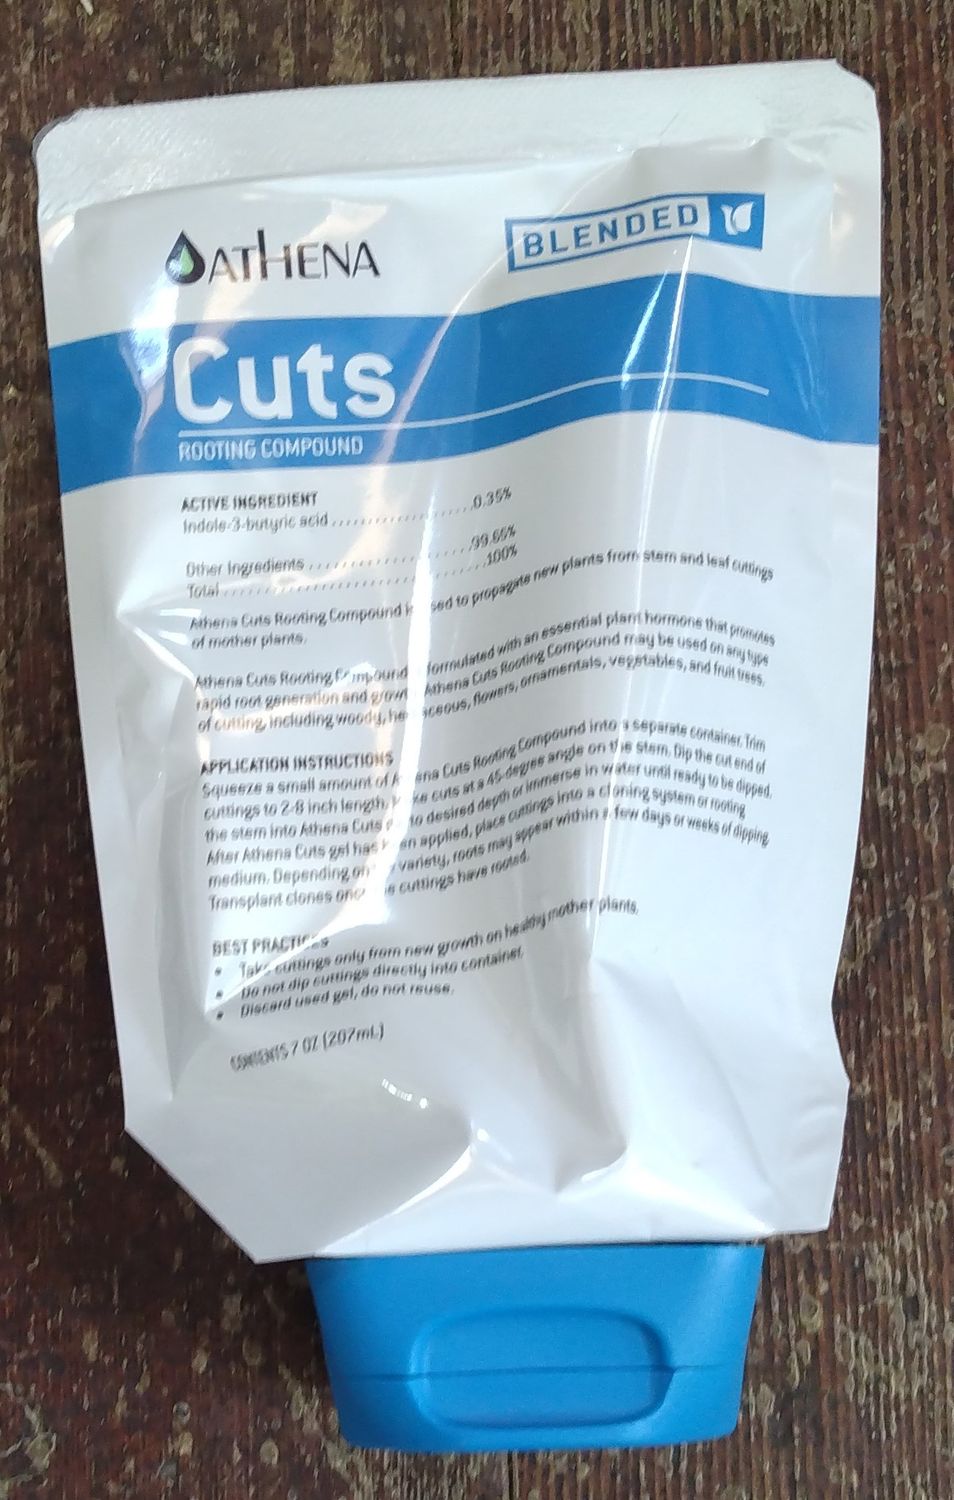 ATHENA
BLENDED
Cuts
ROOTING COMPOUND
ACTIVE INGREDIENT
Indole-3-butyric acid ........................ 0.35%
Other Ingredients ........................ 99.65%
Total ........................ 100%
Athena Cuts Rooting Compound is used to propagate new plants from stem and leaf cuttings
of mother plants.
Athena Cuts Rooting Compound formulated with an essential plant hormone that promotes
rapid root generation and growth. Athena Cuts Rooting Compound may be used on any type
of cutting, including woody, herbaceous, flowers, ornamentals, vegetables, and fruit trees.
APPLICATION INSTRUCTIONS
Squeeze a small amount of Athena Cuts Rooting Compound into a separate container. Trim
cuttings to 2-8 inch length. Make cuts at a 45-degree angle on the stem. Dip the cut end of
the stem into Athena Cuts to desired depth or immerse in water until ready to be dipped.
After Athena Cuts gel has been applied, place cuttings into a cloning system or rooting
medium. Depending on variety, roots may appear within a few days or weeks of dipping.
Transplant clones once the cuttings have rooted.
BEST PRACTICES
• Take cuttings only from new growth on healthy mother plants.
• Do not dip cuttings directly into container.
• Discard used gel, do not reuse.
CONTENTS 7 OZ (207mL)